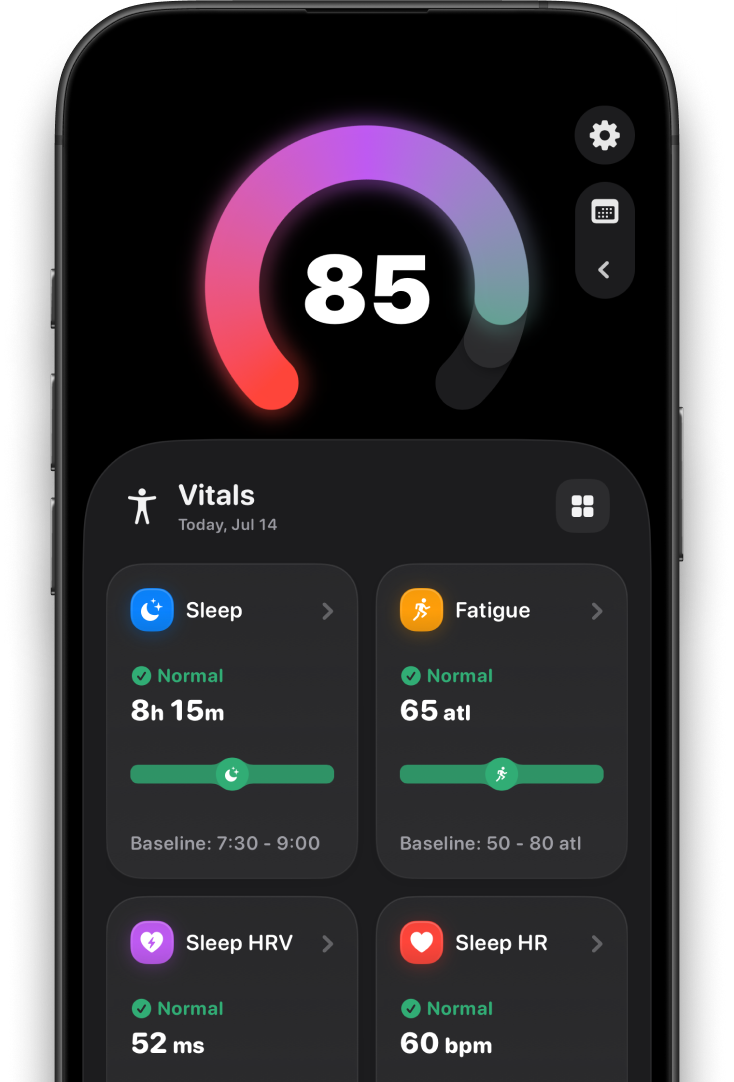 85
Vitals
Today, Jul 14
Sleep
Normal
8h 15m
Baseline: 7:30 - 9:00
Fatigue
Normal
65 atl
Baseline: 50 - 80 atl
Sleep HRV
Normal
52 ms
Sleep HR
Normal
60 bpm